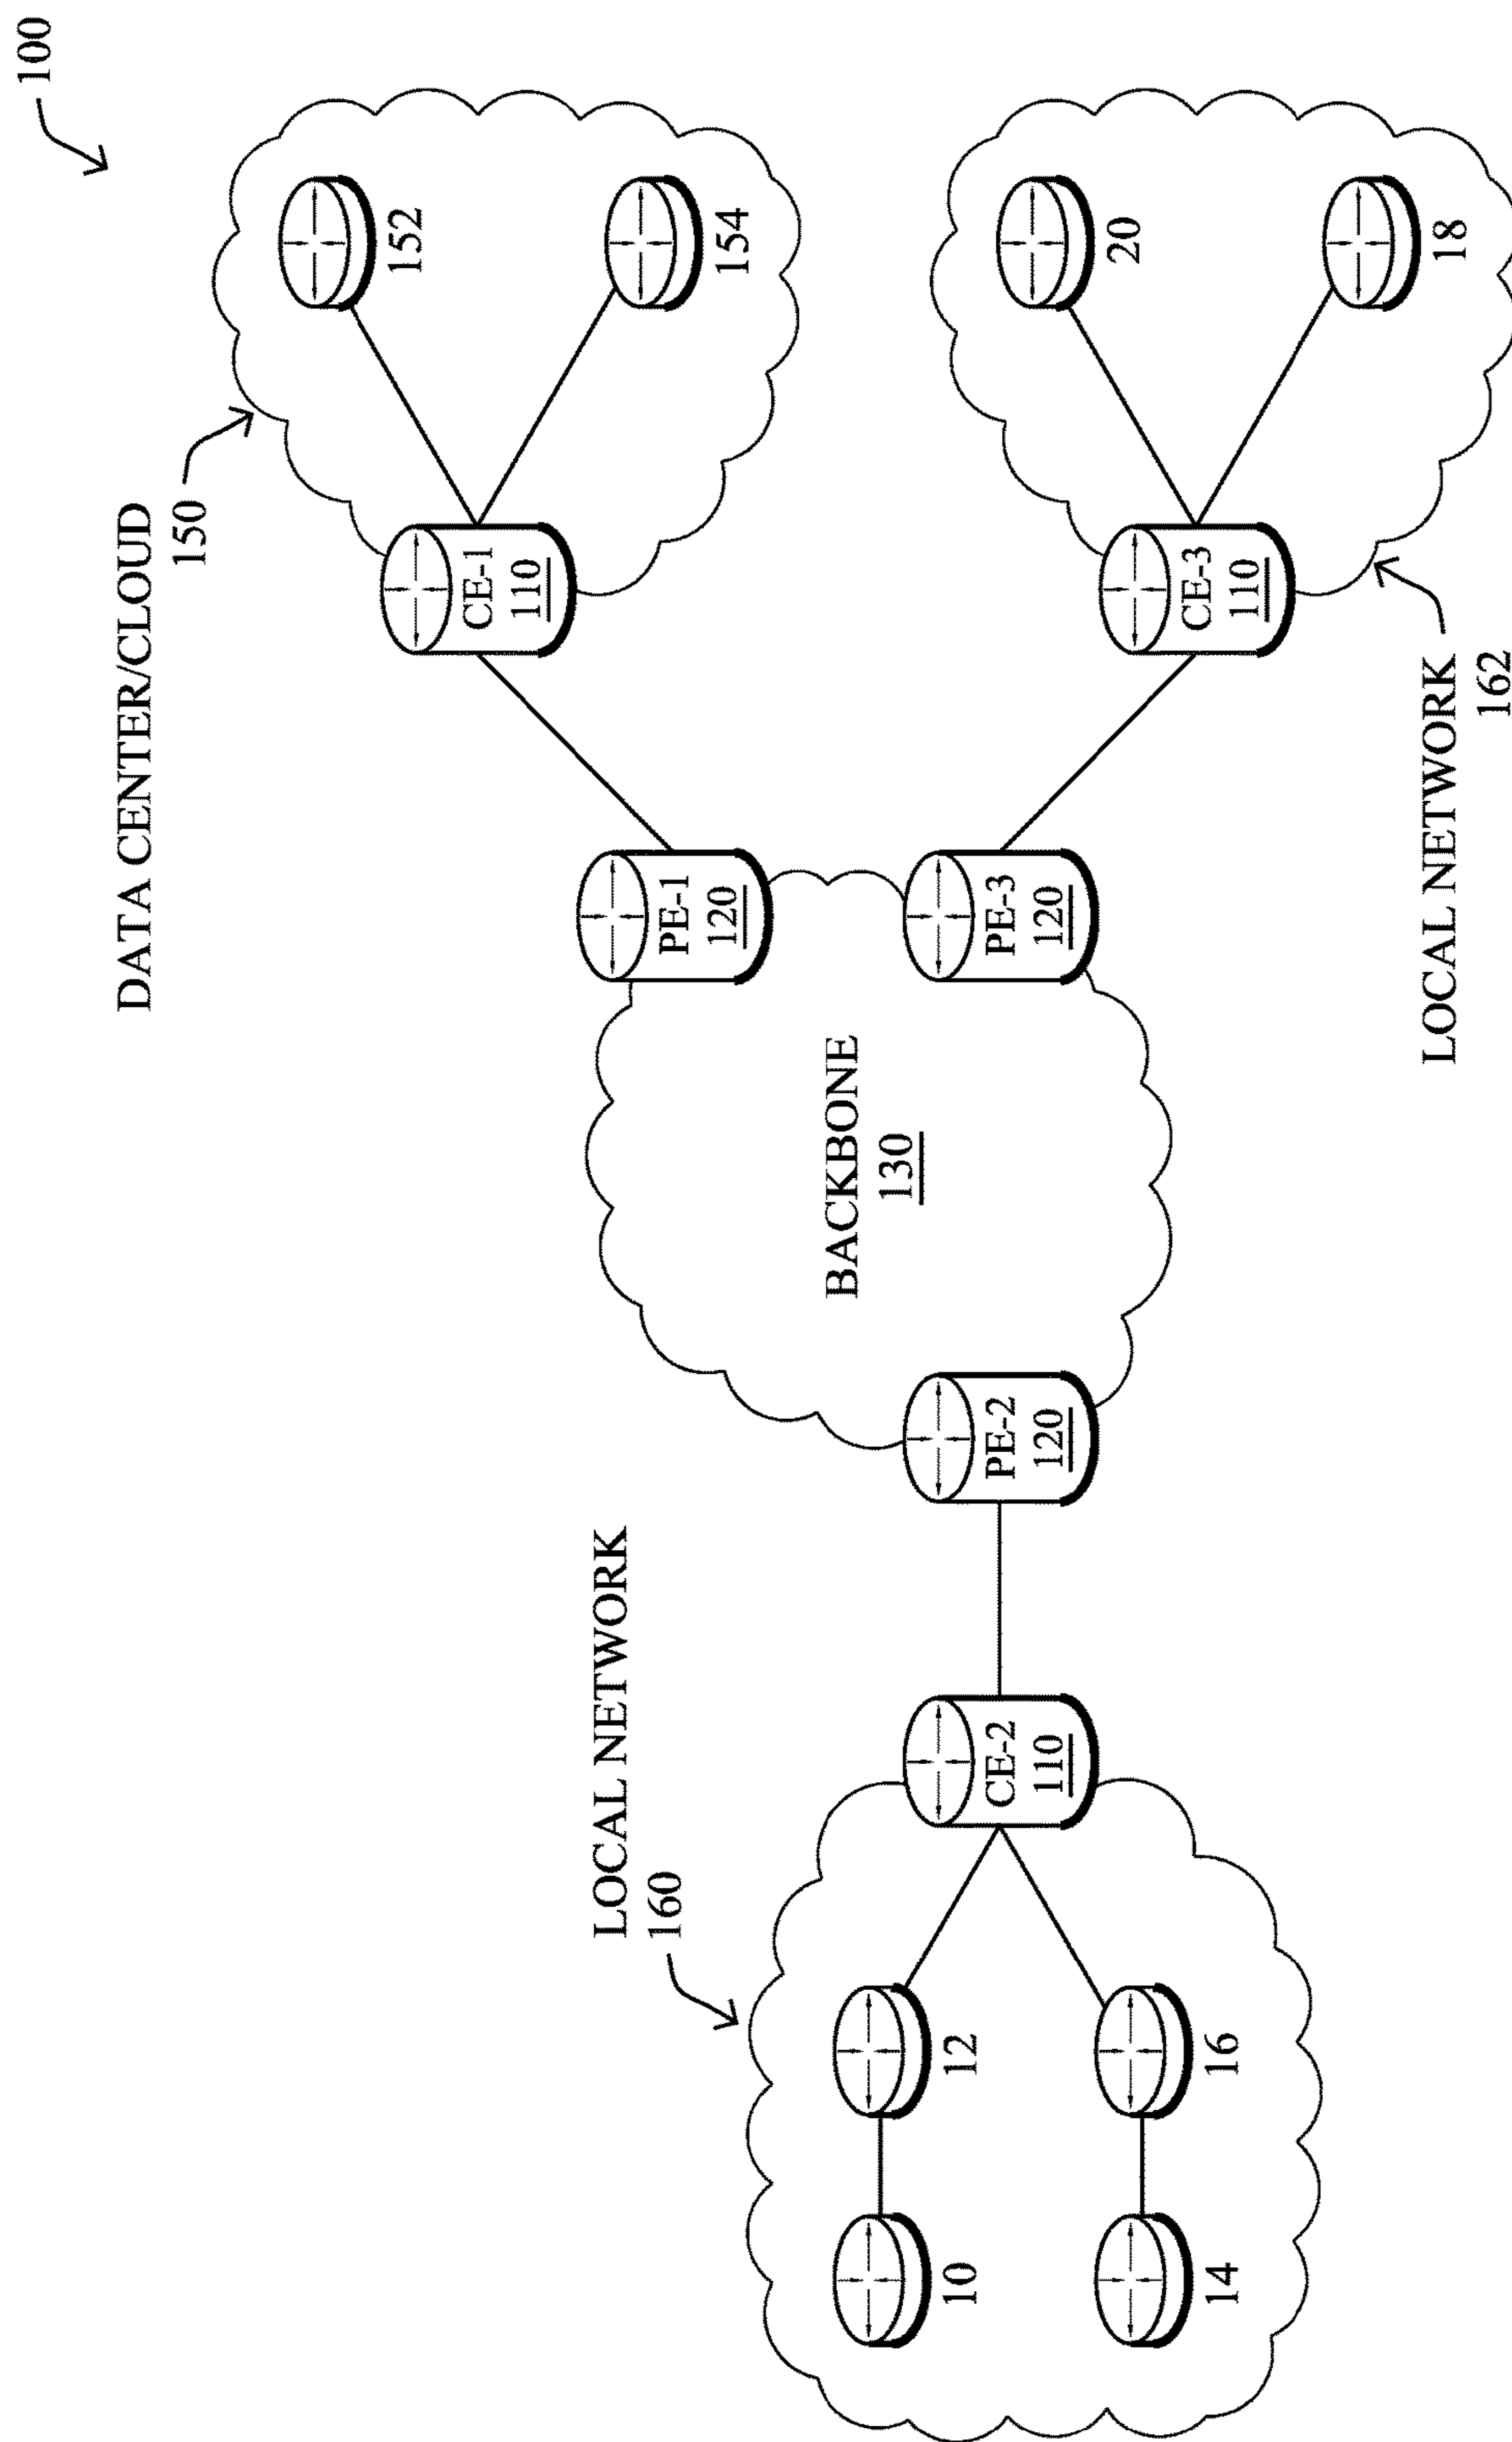 100
DATA CENTER/CLOUD
150
152
154
CE-1
110
PE-1
120
LOCAL NETWORK
160
BACKBONE
130
10
12
CE-2
110
PE-2
120
PE-3
120
CE-3
110
20
14
16
18
LOCAL NETWORK
162